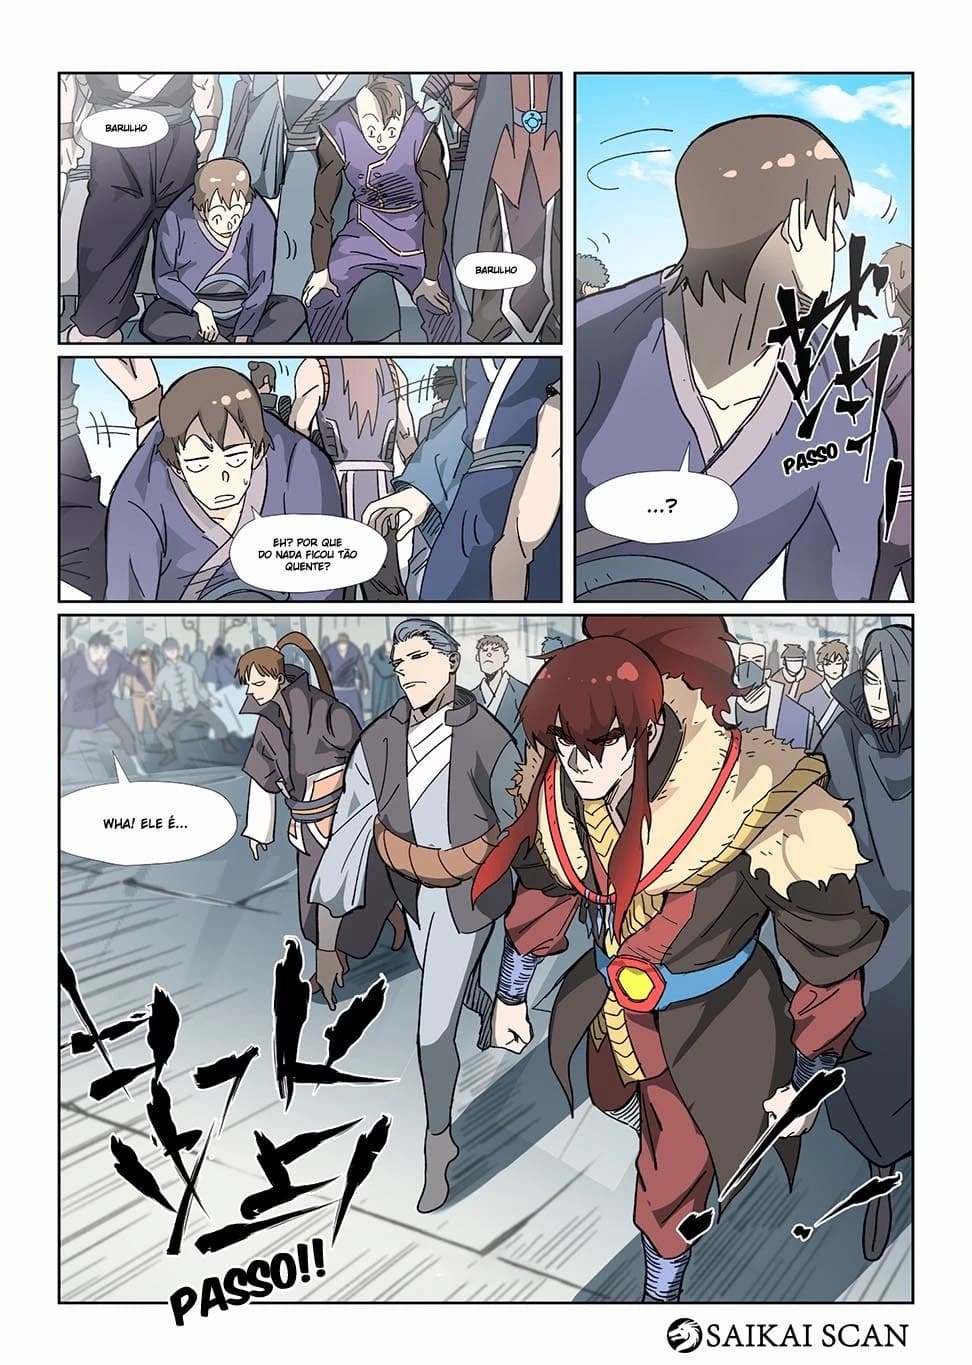 BARULHO
BARULHO
PASSO
...?
EH? POR QUE
DO NADA FICOU TÃO
QUENTE?
WHA! ELE É...
PASSO!!
SAIKAI SCAN